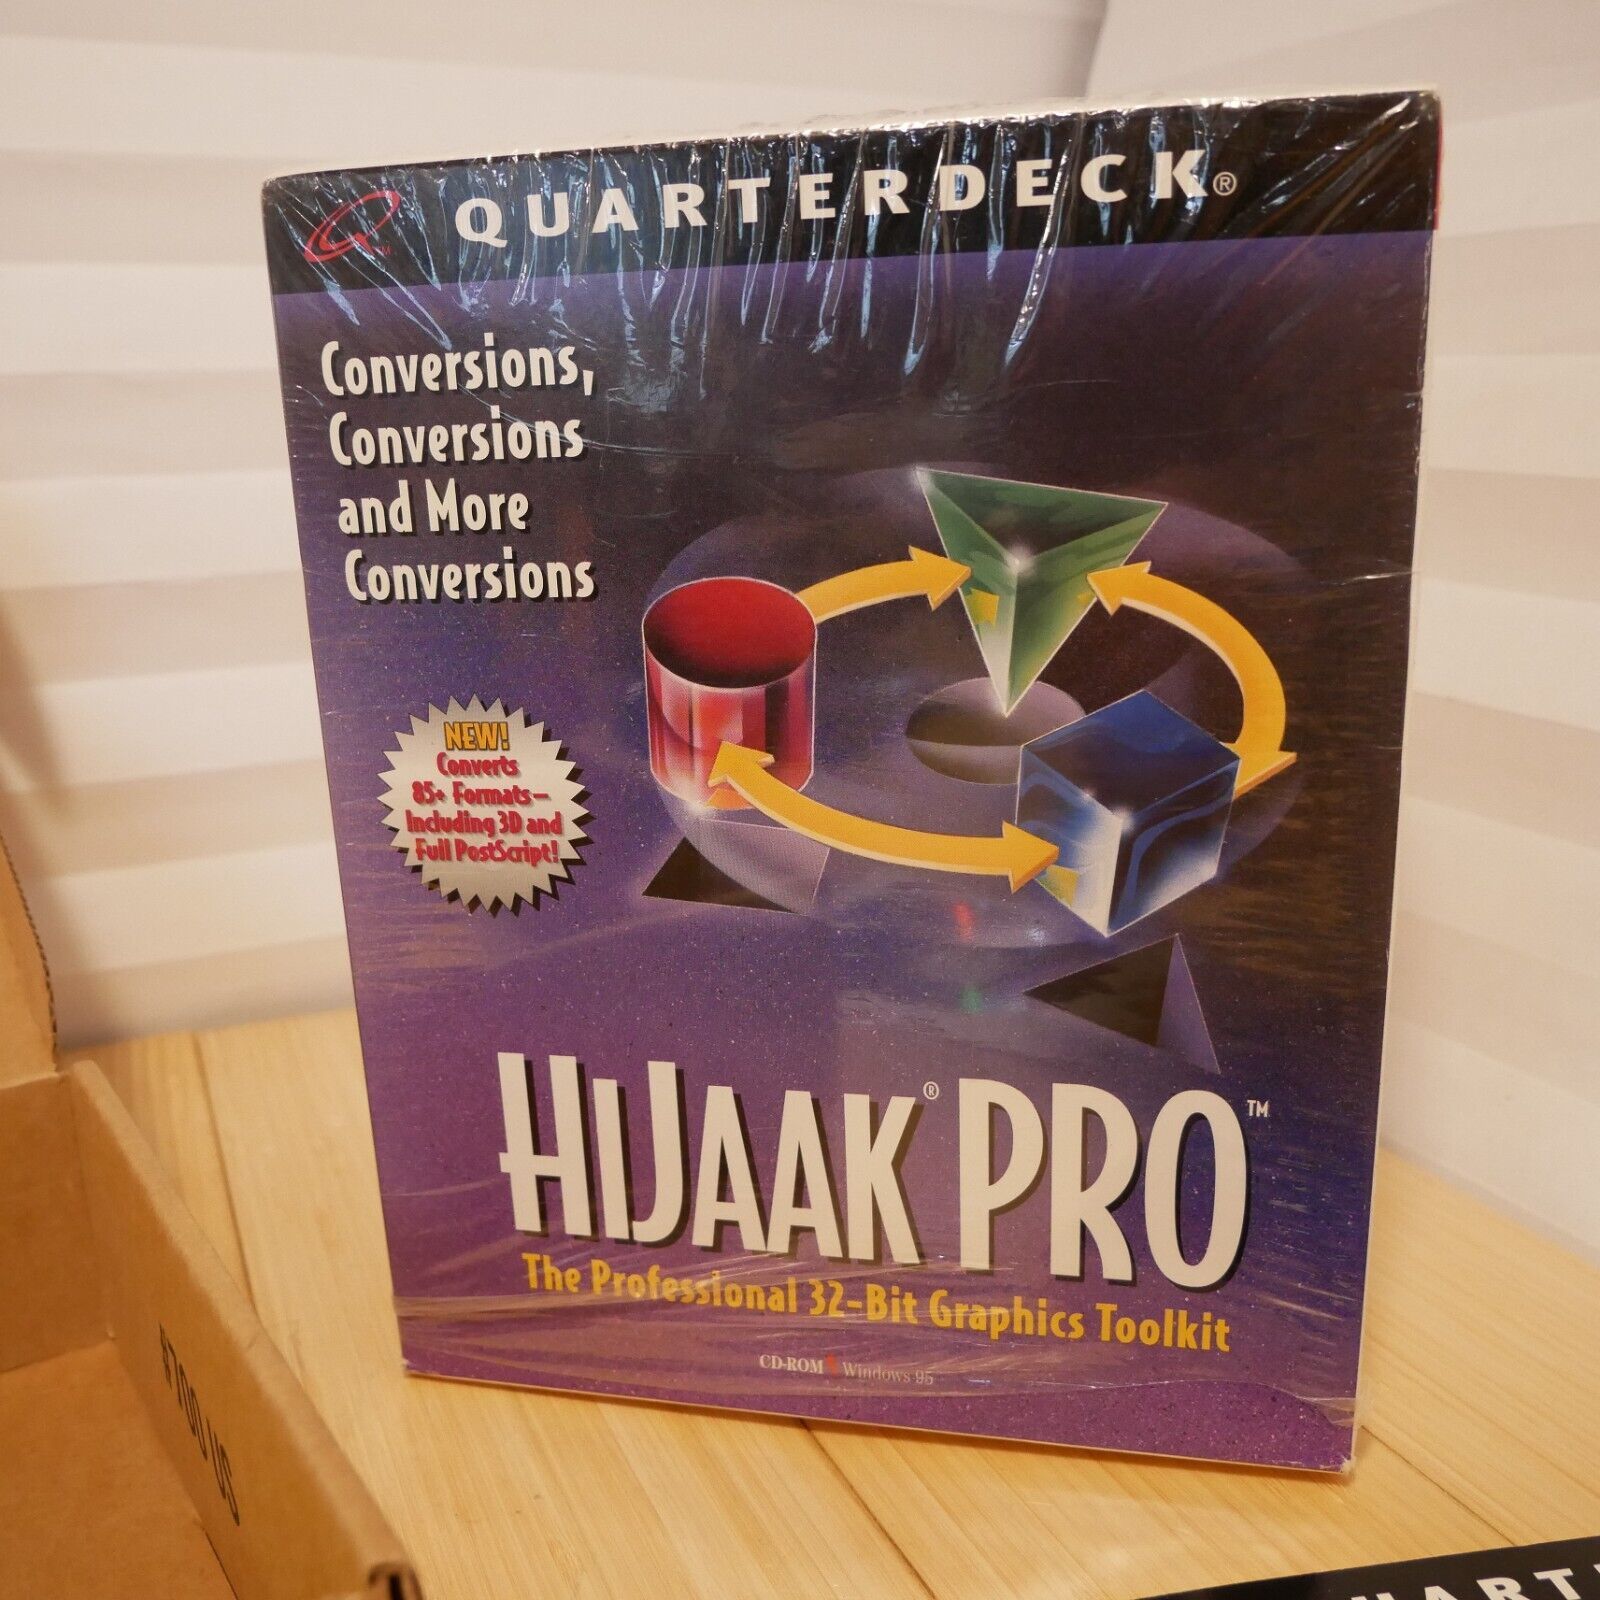 QUARTERDECK®
Conversions,
Conversions
and More
Conversions
NEW!
Converts
85+ Formats—
Including 3D and
Full PostScript!
HIJAAK® PRO™
The Professional 32-Bit Graphics Toolkit
CD-ROM Windows 95